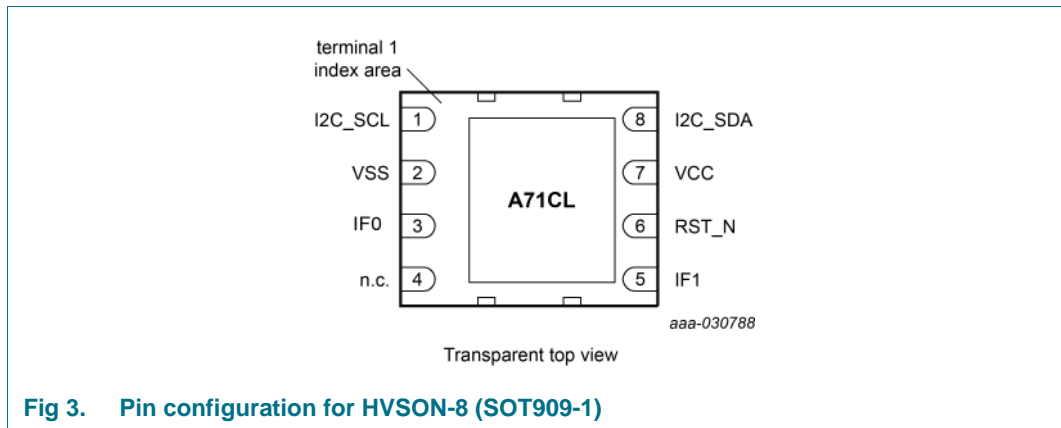 terminal 1
index area
I2C_SCL 1 8 I2C_SDA
VSS 2 7 VCC
A71CL
IF0 3 6 RST_N
n.c. 4 5 IF1
aaa-030788
Transparent top view
Fig 3. Pin configuration for HVSON-8 (SOT909-1)